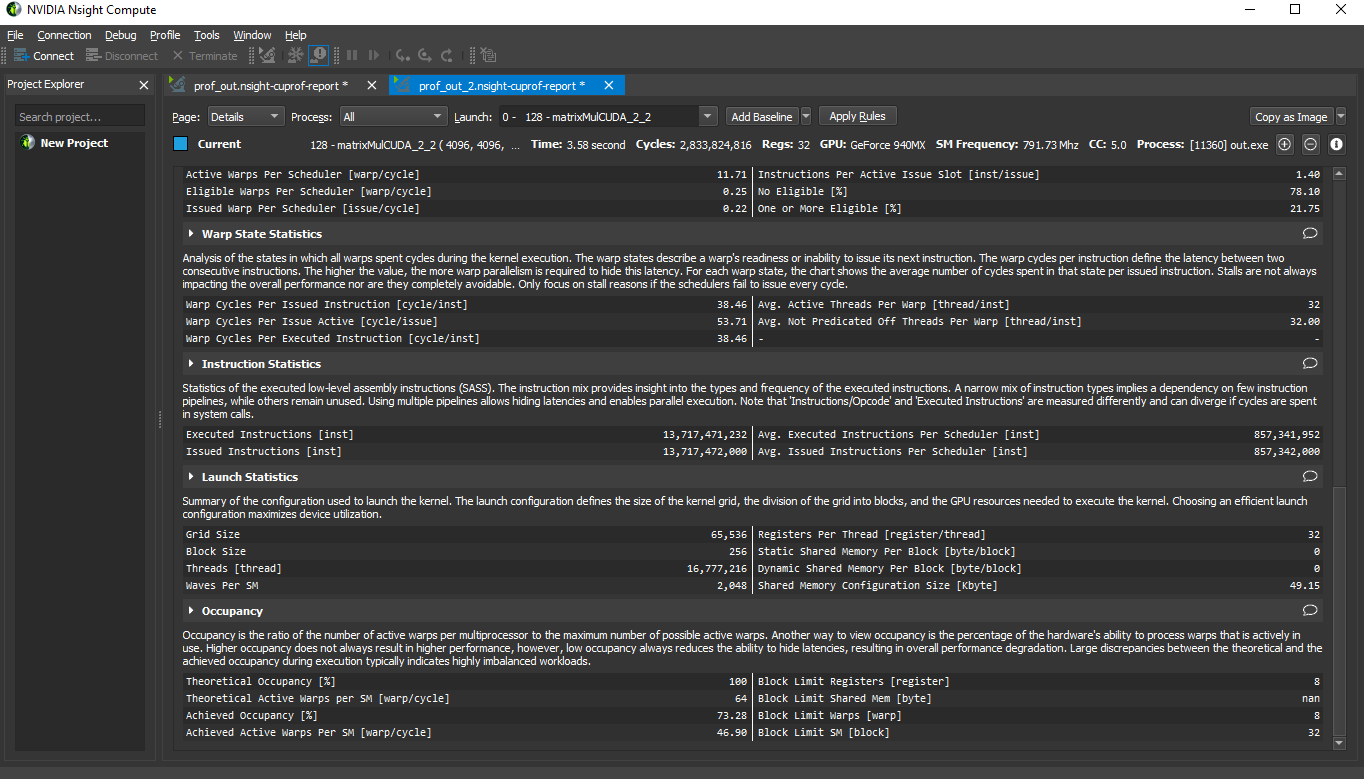 NVIDIA Nsight Compute
File Connection Debug Profile Tools Window Help
Connect Disconnect Terminate
Project Explorer
prof_out.nsight-cuprof-report *
prof_out_2.nsight-cuprof-report *
Search project...
New Project
Page: Details Process: All Launch: 0 - 128 - matrixMulCUDA_2_2 Add Baseline Apply Rules Copy as Image
Current 128 - matrixMulCUDA_2_2 ( 4096, 4096, ... Time: 3.58 second Cycles: 2,833,824,816 Regs: 32 GPU: GeForce 940MX SM Frequency: 791.73 Mhz CC: 5.0 Process: [11360] out.exe
Active Warps Per Scheduler [warp/cycle] 11.71 Instructions Per Active Issue Slot [inst/issue] 1.40
Eligible Warps Per Scheduler [warp/cycle] 0.25 No Eligible [%] 78.10
Issued Warp Per Scheduler [issue/cycle] 0.22 One or More Eligible [%] 21.75
Warp State Statistics
Analysis of the states in which all warps spent cycles during the kernel execution. The warp states describe a warp's readiness or inability to issue its next instruction. The warp cycles per instruction define the latency between two
consecutive instructions. The higher the value, the more warp parallelism is required to hide this latency. For each warp state, the chart shows the average number of cycles spent in that state per issued instruction. Stalls are not always
impacting the overall performance nor are they completely avoidable. Only focus on stall reasons if the schedulers fail to issue every cycle.
Warp Cycles Per Issued Instruction [cycle/inst] 38.46 Avg. Active Threads Per Warp [thread/inst] 32
Warp Cycles Per Issue Active [cycle/issue] 53.71 Avg. Not Predicated Off Threads Per Warp [thread/inst] 32.00
Warp Cycles Per Executed Instruction [cycle/inst] 38.46 - -
Instruction Statistics
Statistics of the executed low-level assembly instructions (SASS). The instruction mix provides insight into the types and frequency of the executed instructions. A narrow mix of instruction types implies a dependency on few instruction
pipelines, while others remain unused. Using multiple pipelines allows hiding latencies and enables parallel execution. Note that 'Instructions/Opcode' and 'Executed Instructions' are measured differently and can diverge if cycles are spent
in system calls.
Executed Instructions [inst] 13,717,471,232 Avg. Executed Instructions Per Scheduler [inst] 857,341,952
Issued Instructions [inst] 13,717,472,000 Avg. Issued Instructions Per Scheduler [inst] 857,342,000
Launch Statistics
Summary of the configuration used to launch the kernel. The launch configuration defines the size of the kernel grid, the division of the grid into blocks, and the GPU resources needed to execute the kernel. Choosing an efficient launch
configuration maximizes device utilization.
Grid Size 65,536 Registers Per Thread [register/thread] 32
Block Size 256 Static Shared Memory Per Block [byte/block] 0
Threads [thread] 16,777,216 Dynamic Shared Memory Per Block [byte/block] 0
Waves Per SM 2,048 Shared Memory Configuration Size [Kbyte] 49.15
Occupancy
Occupancy is the ratio of the number of active warps per multiprocessor to the maximum number of possible active warps. Another way to view occupancy is the percentage of the hardware's ability to process warps that is actively in
use. Higher occupancy does not always result in higher performance, however, low occupancy always reduces the ability to hide latencies, resulting in overall performance degradation. Large discrepancies between the theoretical and the
achieved occupancy during execution typically indicates highly imbalanced workloads.
Theoretical Occupancy [%] 100 Block Limit Registers [register] 8
Theoretical Active Warps per SM [warp/cycle] 64 Block Limit Shared Mem [byte] nan
Achieved Occupancy [%] 73.28 Block Limit Warps [warp] 8
Achieved Active Warps Per SM [warp/cycle] 46.90 Block Limit SM [block] 32